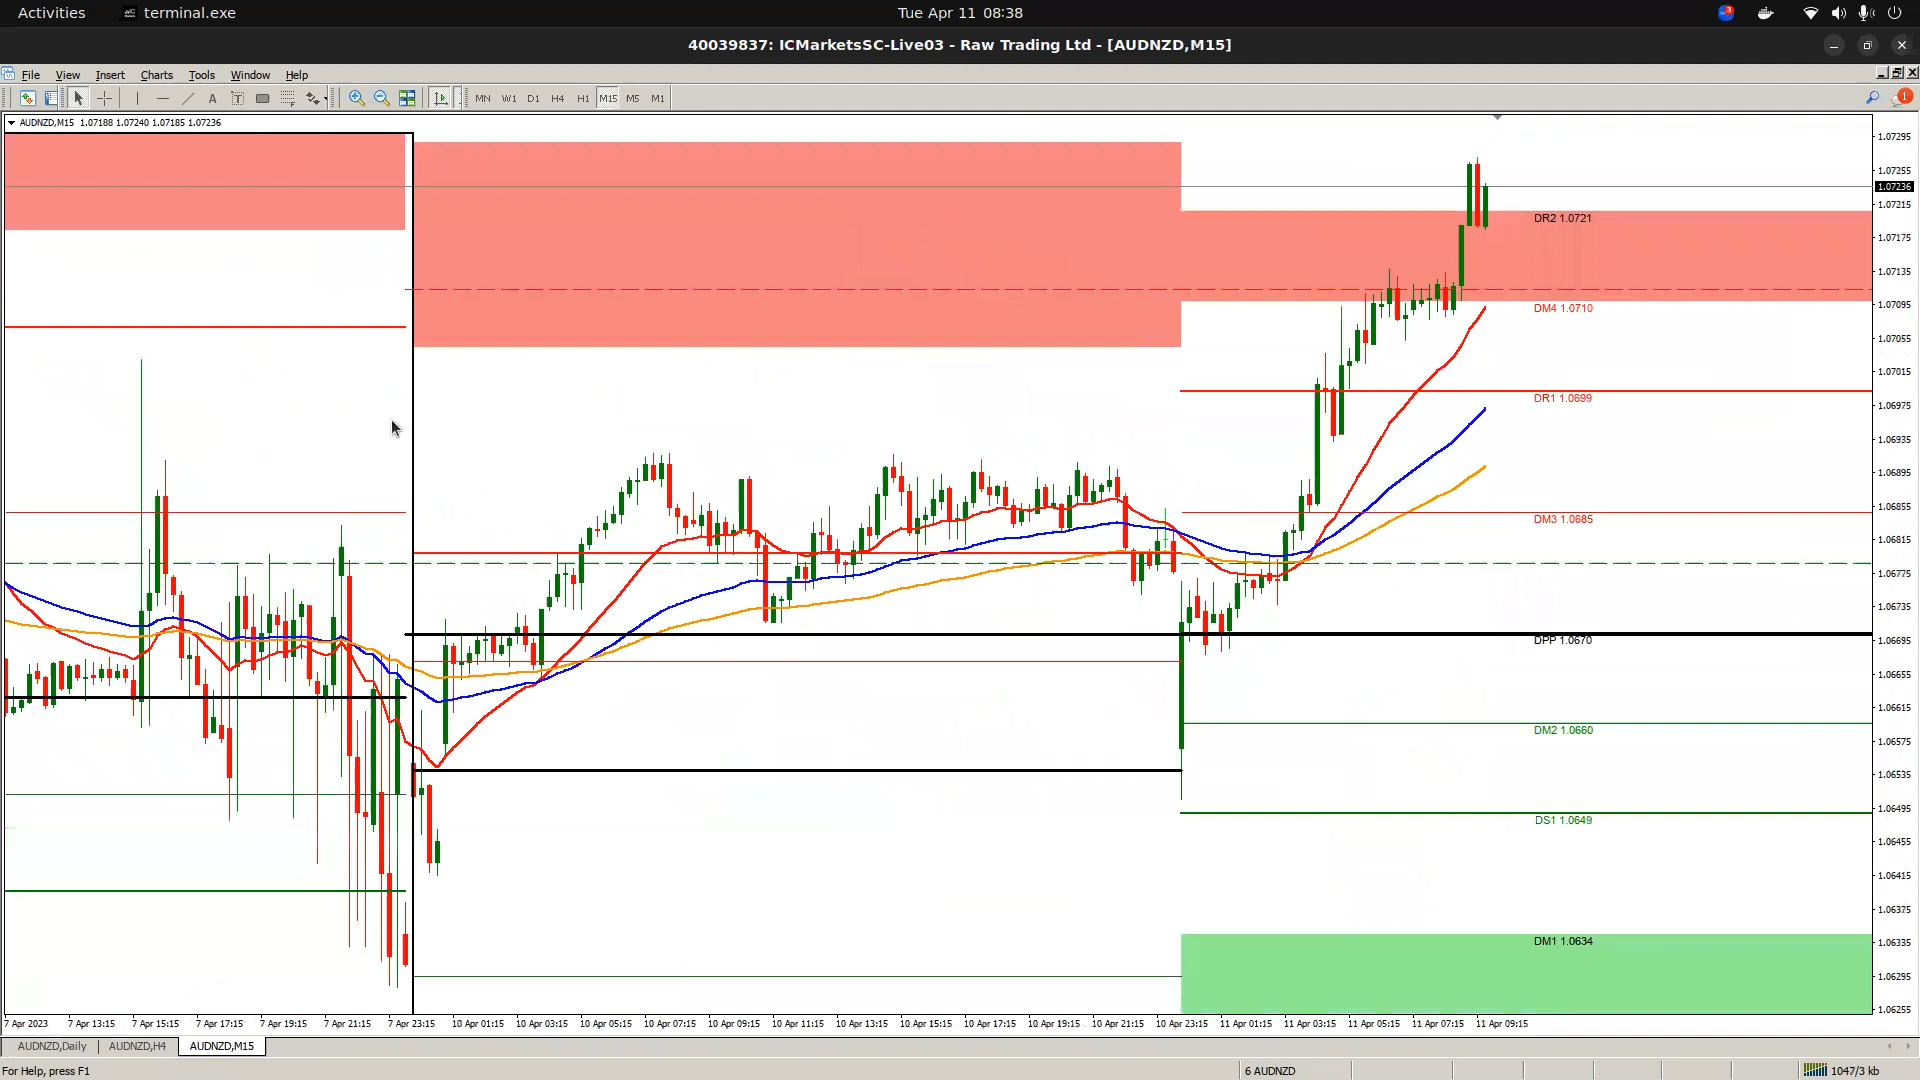 Activities terminal.exe Tue Apr 11 08:38 3
40039837: ICMarketsSC-Live03 - Raw Trading Ltd - [AUDNZD,M15]
File View Insert Charts Tools Window Help
A T MN W1 D1 H4 H1 M15 M5 M1 1
AUDNZD,M15 1.07188 1.07240 1.07185 1.07236
1.07295
1.07255
1.07236
1.07215
DR2 1.0721
1.07175
1.07135
1.07095
DM4 1.0710
1.07055
1.07015
DR1 1.0699
1.06975
1.06935
1.06895
1.06855
DM3 1.0685
1.06815
1.06775
1.06735
DPP 1.0670
1.06695
1.06655
1.06615
DM2 1.0660
1.06575
1.06535
1.06495
DS1 1.0649
1.06455
1.06415
1.06375
DM1 1.0634
1.06335
1.06295
1.06255
7 Apr 2023 7 Apr 13:15 7 Apr 15:15 7 Apr 17:15 7 Apr 19:15 7 Apr 21:15 7 Apr 23:15 10 Apr 01:15 10 Apr 03:15 10 Apr 05:15 10 Apr 07:15 10 Apr 09:15 10 Apr 11:15 10 Apr 13:15 10 Apr 15:15 10 Apr 17:15 10 Apr 19:15 10 Apr 21:15 10 Apr 23:15 11 Apr 01:15 11 Apr 03:15 11 Apr 05:15 11 Apr 07:15 11 Apr 09:15
AUDNZD,Daily AUDNZD,H4 AUDNZD,M15
For Help, press F1 6 AUDNZD 1047/3 kb